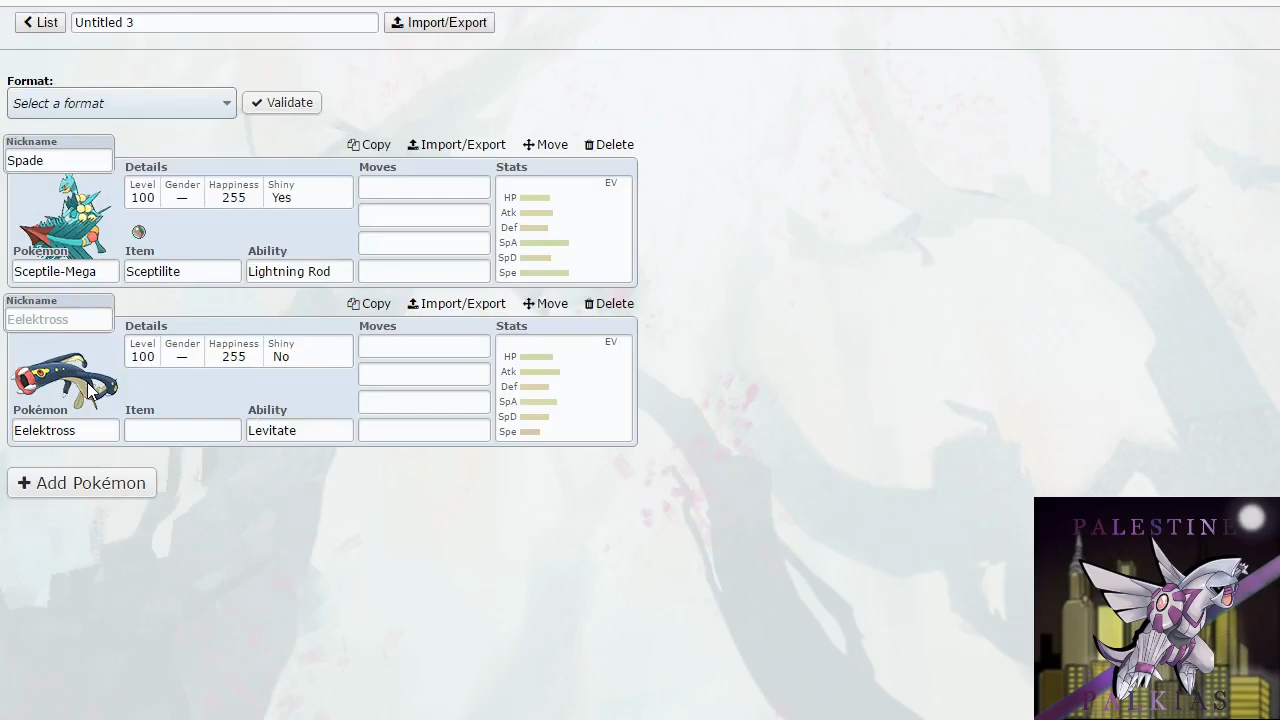 List
Untitled 3
Import/Export
Format:
Select a format
Validate
Nickname
Spade
Copy Import/Export Move Delete
Details
Moves
Stats
Level Gender Happiness Shiny
100 — 255 Yes
EV
HP
Atk
Def
SpA
SpD
Spe
Pokémon Item Ability
Sceptile-Mega Sceptilite Lightning Rod
Nickname
Eelektross
Copy Import/Export Move Delete
Details
Moves
Stats
Level Gender Happiness Shiny
100 — 255 No
EV
HP
Atk
Def
SpA
SpD
Spe
Pokémon Item Ability
Eelektross Levitate
Add Pokémon
PALESTINE
PALKIAS